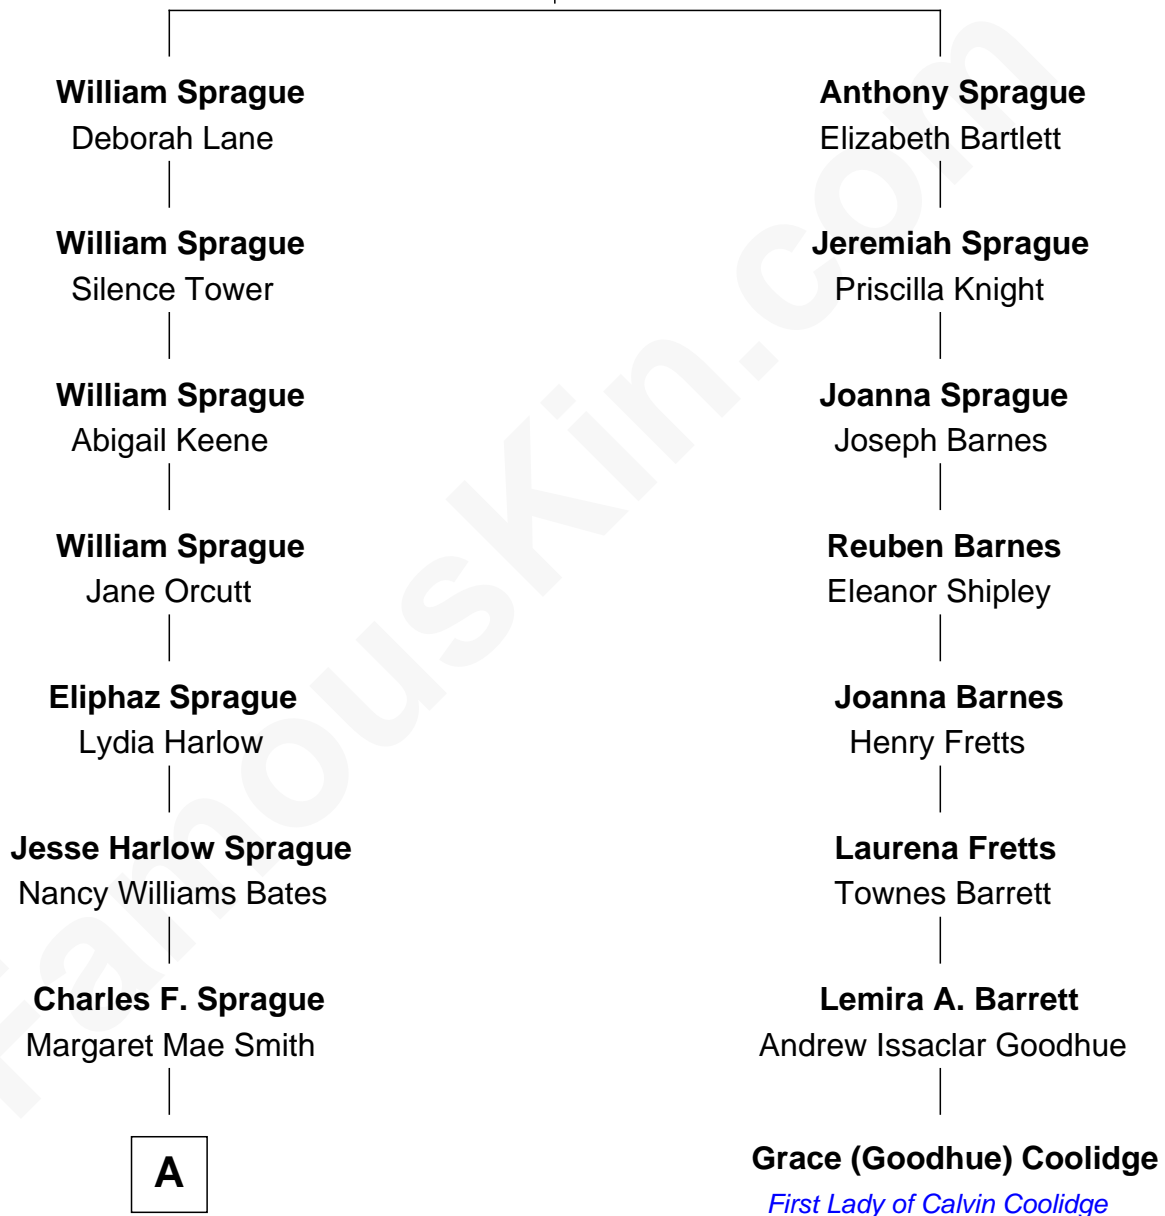 William Sprague
Deborah Lane
William Sprague
Silence Tower
William Sprague
Abigail Keene
William Sprague
Jane Orcutt
Eliphaz Sprague
Lydia Harlow
Jesse Harlow Sprague
Nancy Williams Bates
Charles F. Sprague
Margaret Mae Smith
A
Anthony Sprague
Elizabeth Bartlett
Jeremiah Sprague
Priscilla Knight
Joanna Sprague
Joseph Barnes
Reuben Barnes
Eleanor Shipley
Joanna Barnes
Henry Fretts
Laurena Fretts
Townes Barrett
Lemira A. Barrett
Andrew Issaclar Goodhue
Grace (Goodhue) Coolidge
First Lady of Calvin Coolidge
FamousKin.com